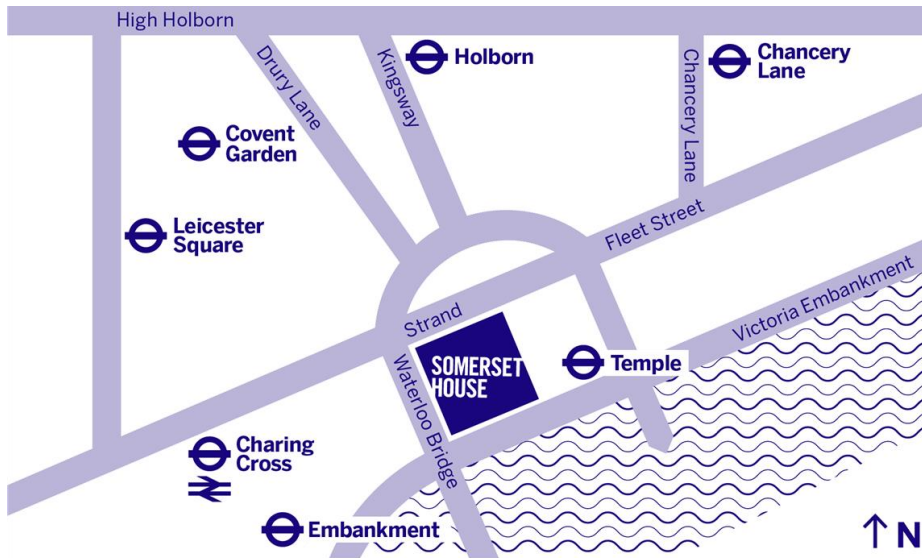 High Holborn
Drury Lane
Kingsway
Holborn
Chancery Lane
Chancery
Lane
Covent
Garden
Leicester
Square
Fleet Street
Strand
Victoria Embankment
SOMERSET
HOUSE
Temple
Waterloo Bridge
Charing
Cross
Embankment
N